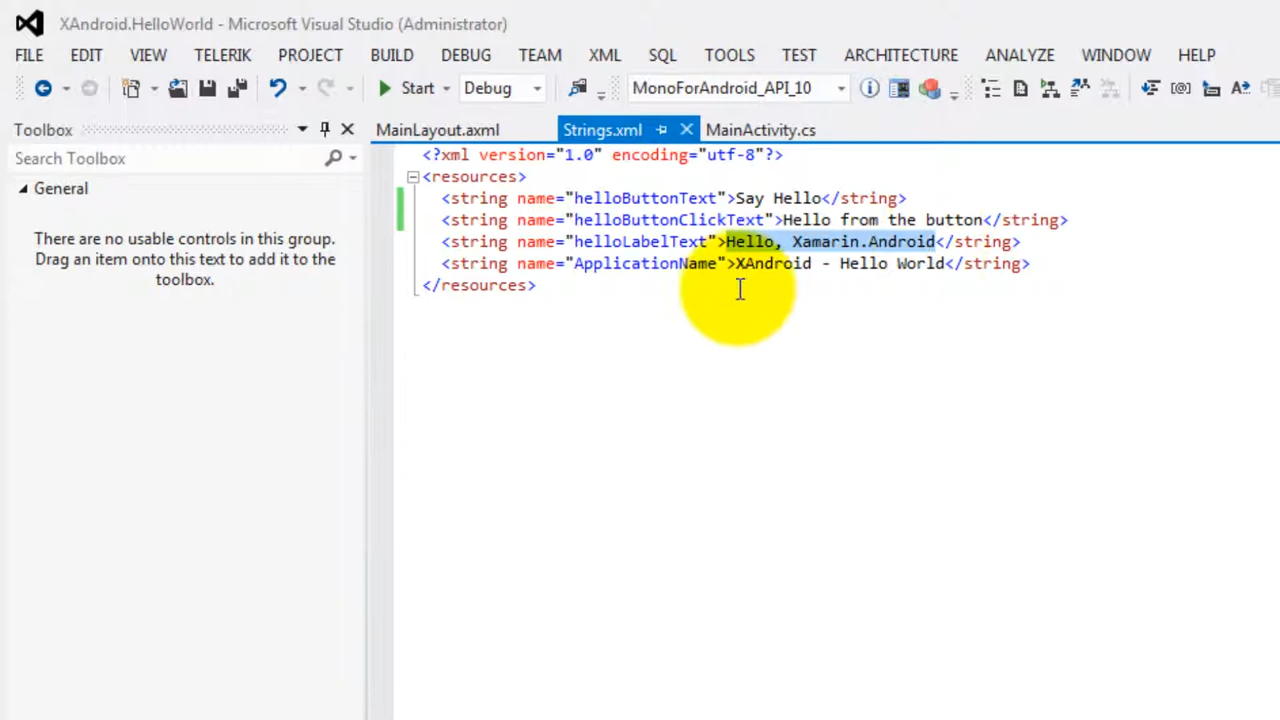 XAndroid.HelloWorld - Microsoft Visual Studio (Administrator)
FILE EDIT VIEW TELERIK PROJECT BUILD DEBUG TEAM XML SQL TOOLS TEST ARCHITECTURE ANALYZE WINDOW HELP
Start Debug MonoForAndroid_API_10
Toolbox
MainLayout.axml Strings.xml MainActivity.cs
Search Toolbox
General
There are no usable controls in this group.
Drag an item onto this text to add it to the
toolbox.
<?xml version="1.0" encoding="utf-8"?>
<resources>
<string name="helloButtonText">Say Hello</string>
<string name="helloButtonClickText">Hello from the button</string>
<string name="helloLabelText">Hello, Xamarin.Android</string>
<string name="ApplicationName">XAndroid - Hello World</string>
</resources>